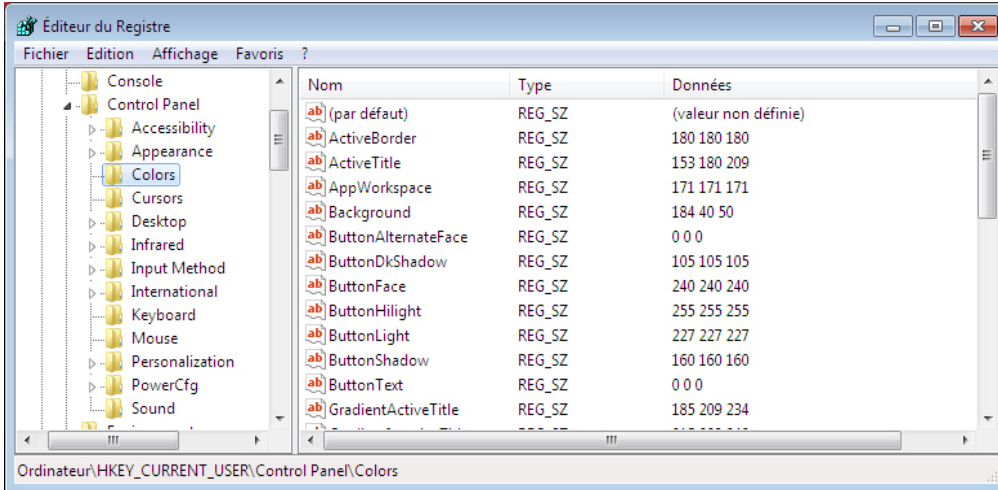 Éditeur du Registre
Fichier Edition Affichage Favoris ?
Console
Control Panel
Accessibility
Appearance
Colors
Cursors
Desktop
Infrared
Input Method
International
Keyboard
Mouse
Personalization
PowerCfg
Sound
Nom Type Données
(par défaut) REG_SZ (valeur non définie)
ActiveBorder REG_SZ 180 180 180
ActiveTitle REG_SZ 153 180 209
AppWorkspace REG_SZ 171 171 171
Background REG_SZ 184 40 50
ButtonAlternateFace REG_SZ 0 0 0
ButtonDkShadow REG_SZ 105 105 105
ButtonFace REG_SZ 240 240 240
ButtonHilight REG_SZ 255 255 255
ButtonLight REG_SZ 227 227 227
ButtonShadow REG_SZ 160 160 160
ButtonText REG_SZ 0 0 0
GradientActiveTitle REG_SZ 185 209 234
Ordinateur\HKEY_CURRENT_USER\Control Panel\Colors